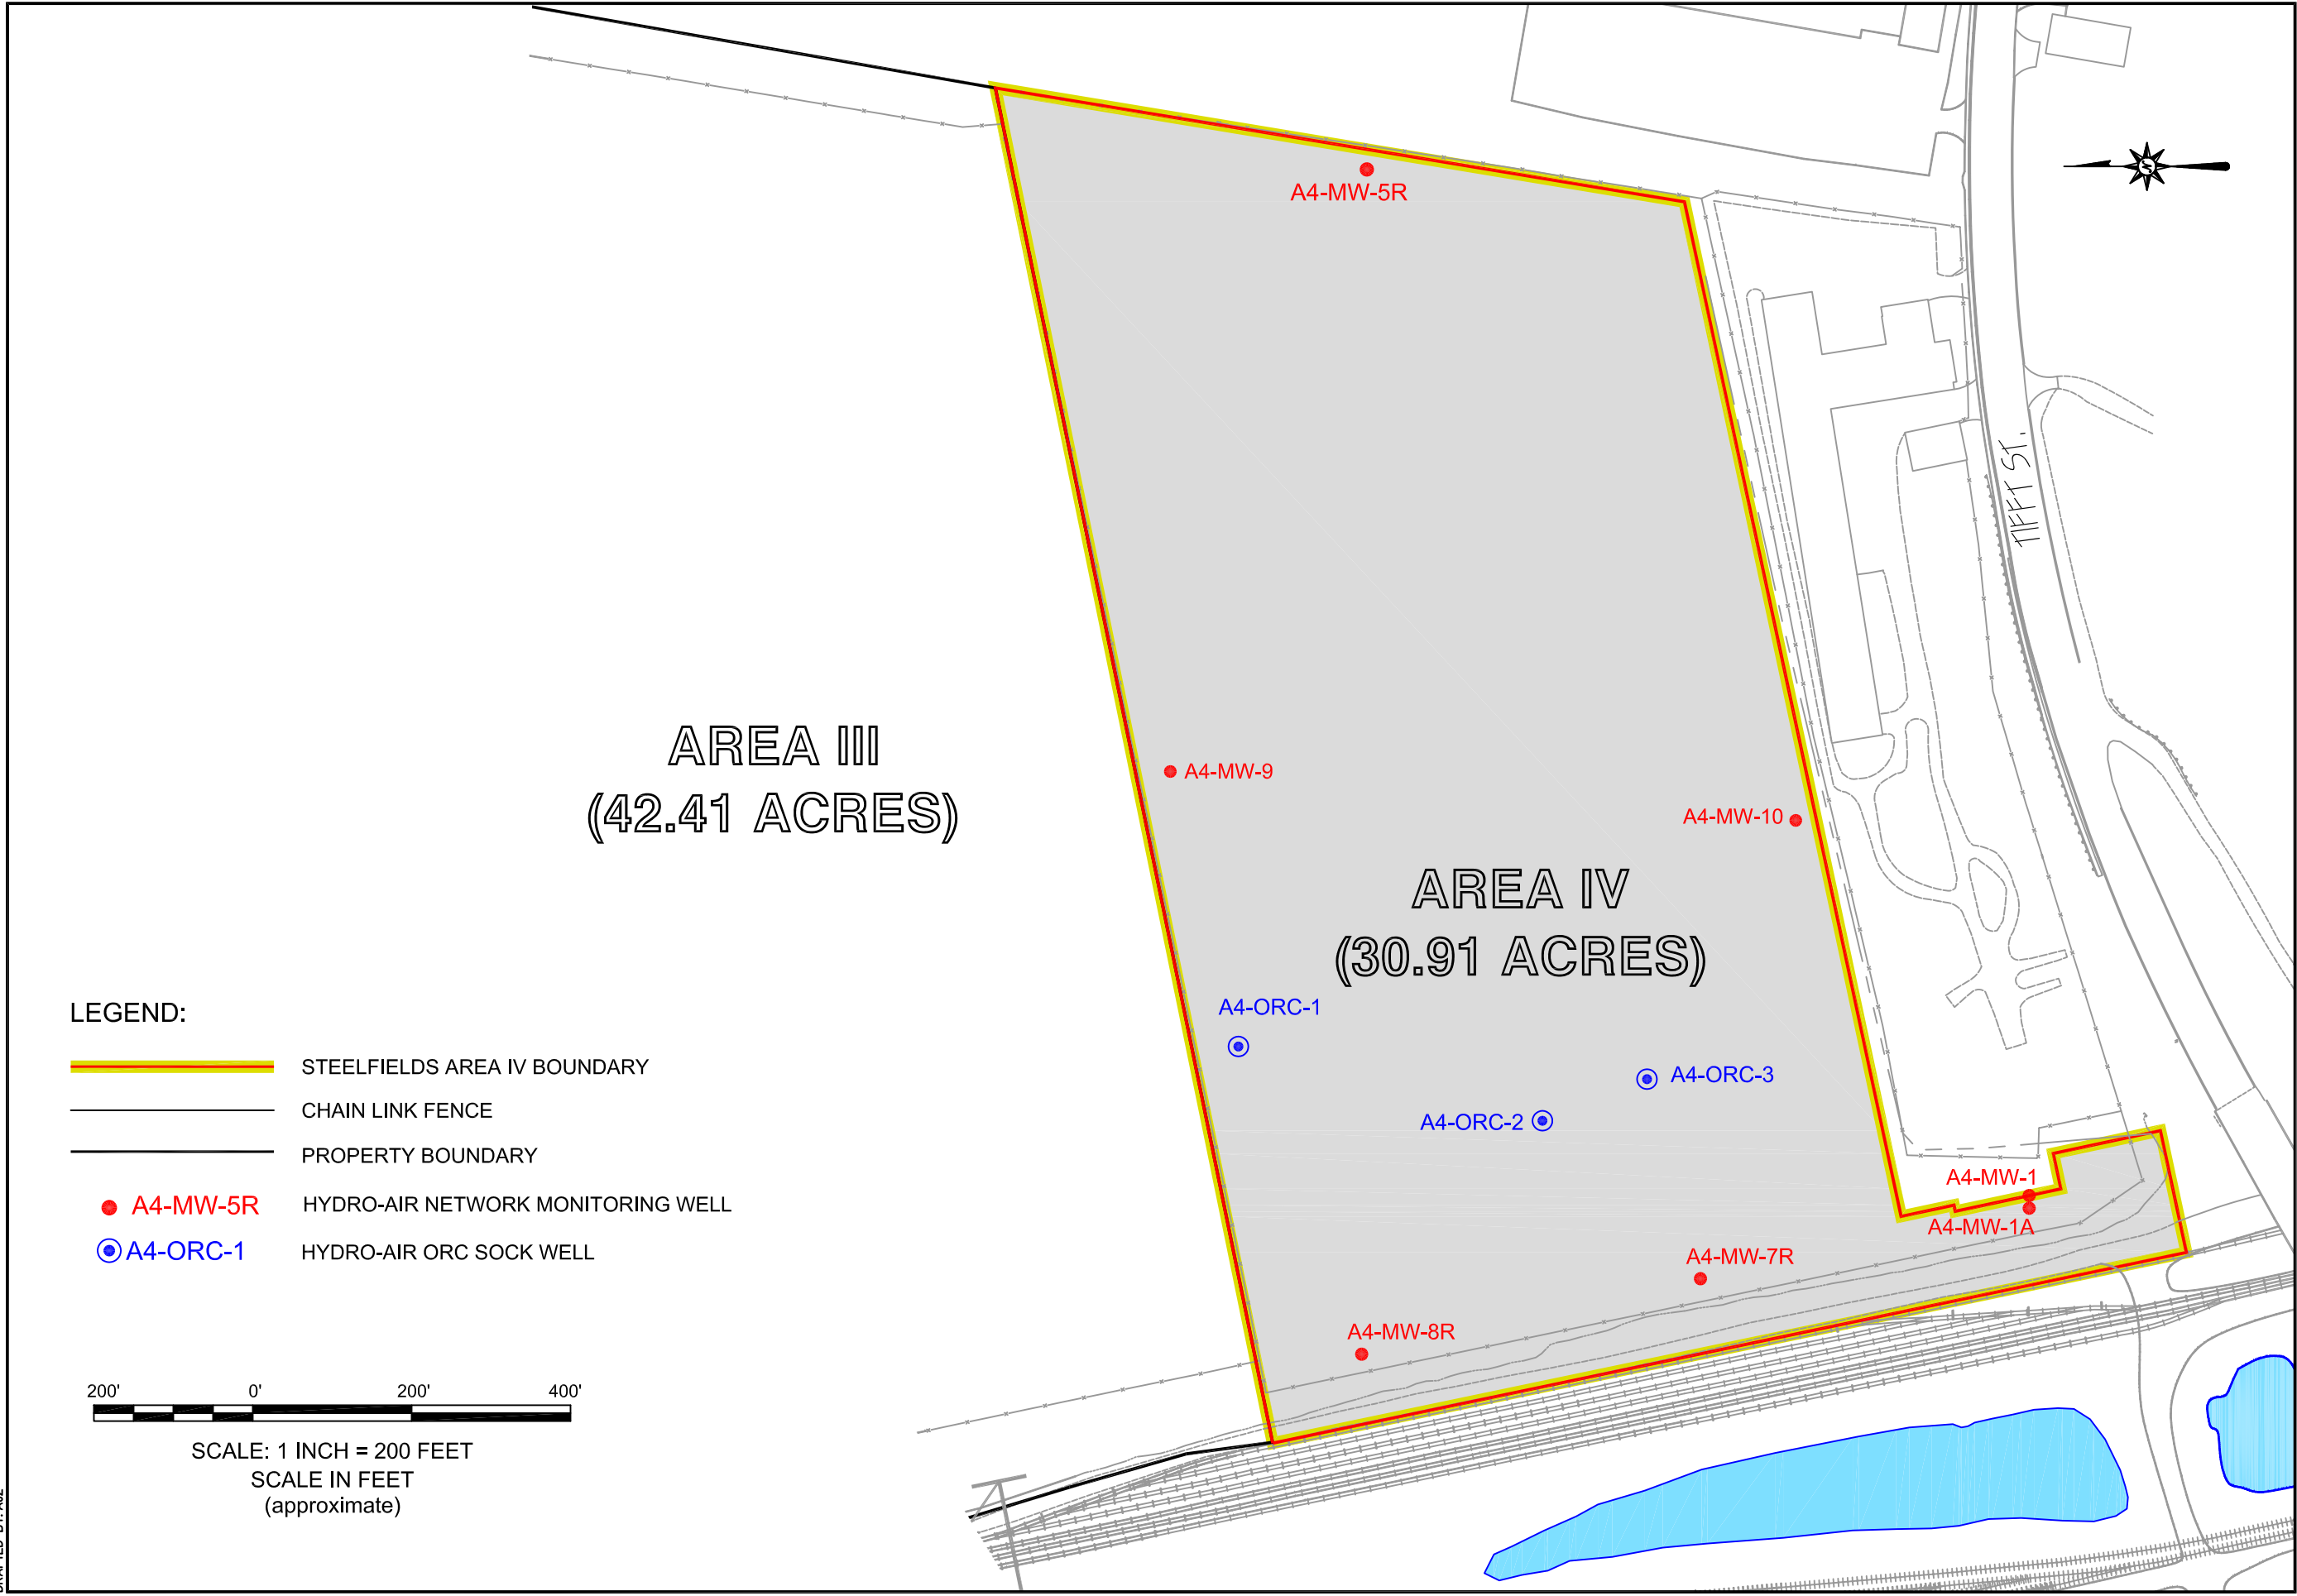 A4-MW-5R
TIFFT ST.
AREA III
(42.41 ACRES)
A4-MW-9
A4-MW-10
AREA IV
(30.91 ACRES)
A4-ORC-1
A4-ORC-3
A4-ORC-2
A4-MW-1
A4-MW-1A
A4-MW-7R
A4-MW-8R
LEGEND:
STEELFIELDS AREA IV BOUNDARY
CHAIN LINK FENCE
PROPERTY BOUNDARY
A4-MW-5R HYDRO-AIR NETWORK MONITORING WELL
A4-ORC-1 HYDRO-AIR ORC SOCK WELL
200' 0' 200' 400'
SCALE: 1 INCH = 200 FEET
SCALE IN FEET
(approximate)